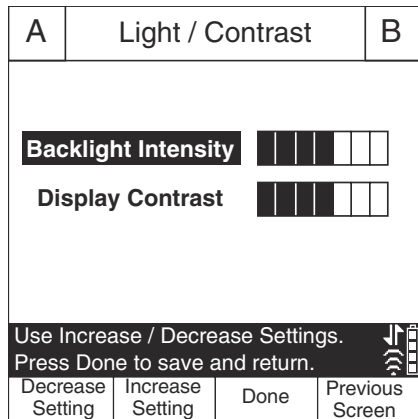 A Light / Contrast B
Backlight Intensity
Display Contrast
Use Increase / Decrease Settings.
Press Done to save and return.
Decrease Setting
Increase Setting
Done
Previous Screen